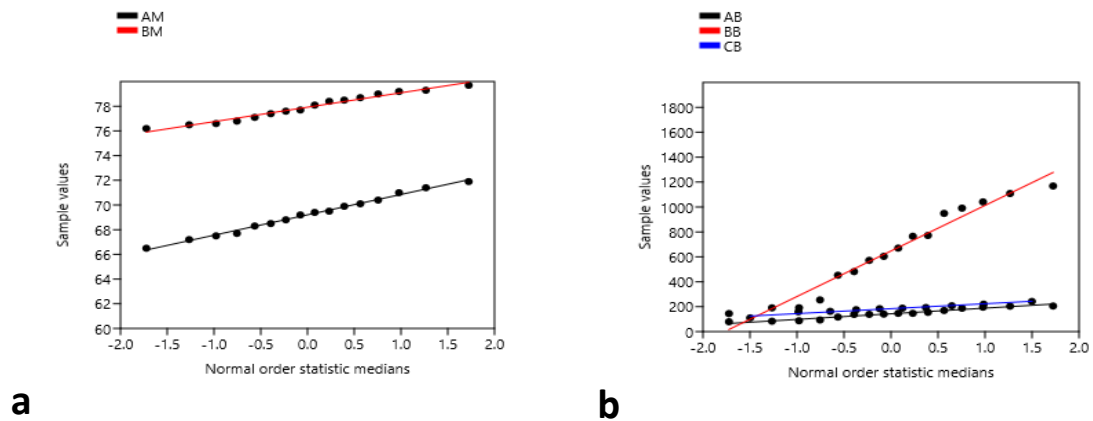 AM
BM
78
76
74
72
70
68
66
64
62
60
Sample values
-2.0 -1.5 -1.0 -0.5 0.0 0.5 1.0 1.5 2.0
Normal order statistic medians
a
AB
BB
CB
1800
1600
1400
1200
1000
800
600
400
200
0
Sample values
-2.0 -1.5 -1.0 -0.5 0.0 0.5 1.0 1.5 2.0
Normal order statistic medians
b